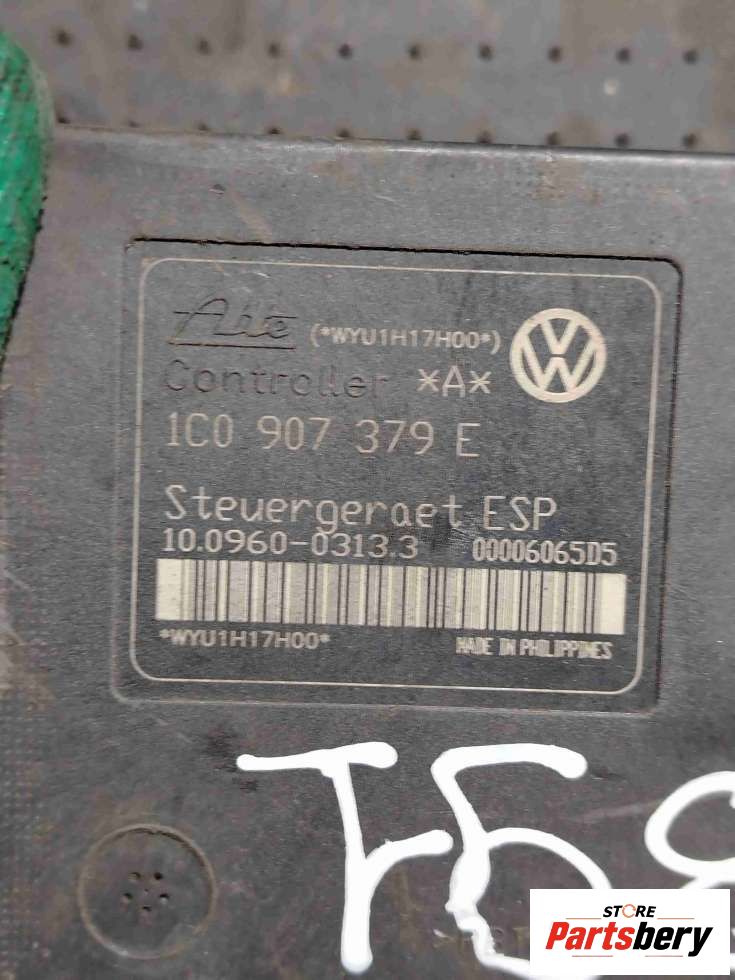 Ate (*WYU1H17H00*)
Controller *A*
1C0 907 379 E
Steuergeraet ESP
10.0960-0313.3 00006065D5
*WYU1H17H00* MADE IN PHILIPPINES
STORE
Partsbery